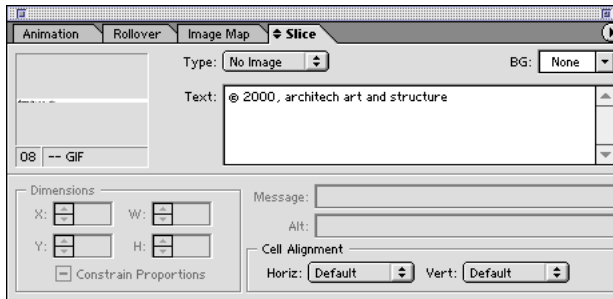 Animation Rollover Image Map Slice
Type: No Image BG: None
Text: © 2000, architech art and structure
08 -- GIF
Dimensions
X: W:
Y: H:
Constrain Proportions
Message:
Alt:
Cell Alignment
Horiz: Default Vert: Default